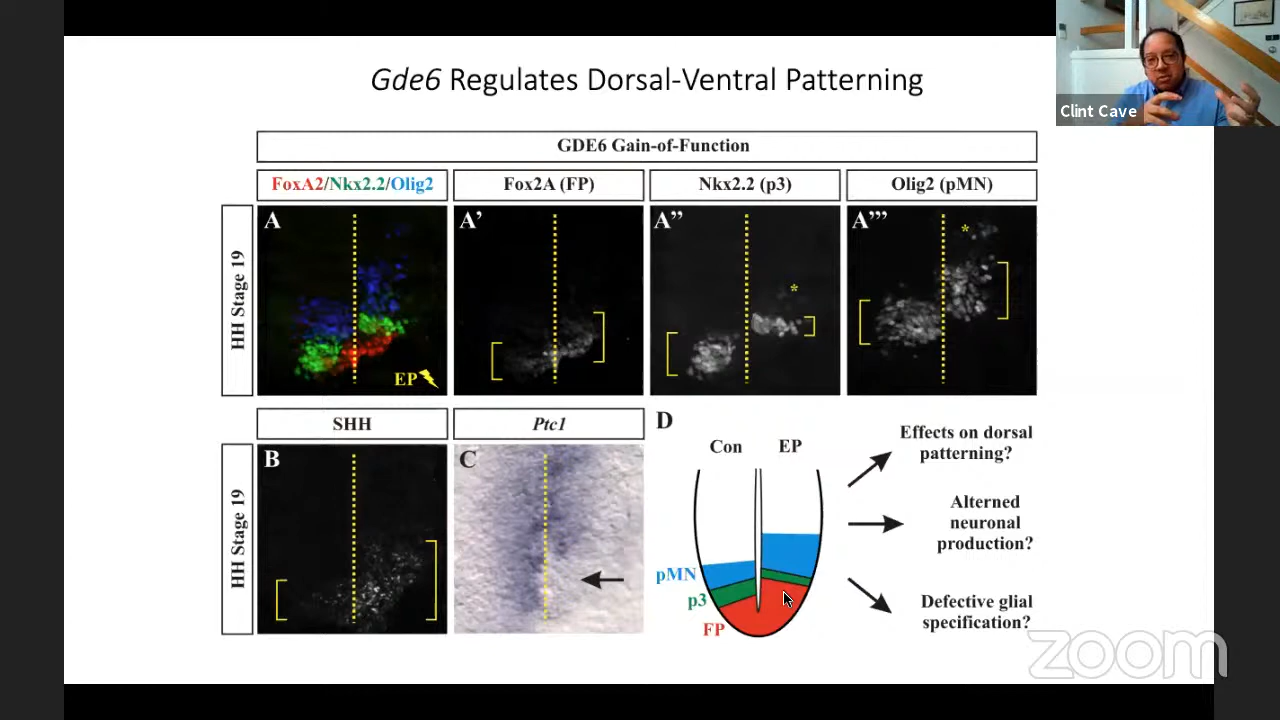 Gde6 Regulates Dorsal-Ventral Patterning
Clint Cave
GDE6 Gain-of-Function
FoxA2/Nkx2.2/Olig2
Fox2A (FP)
Nkx2.2 (p3)
Olig2 (pMN)
HH Stage 19
A
EP
A’
A’’
*
A’’’
*
SHH
Ptc1
HH Stage 19
B
C
D
Con
EP
pMN
p3
FP
Effects on dorsal
patterning?
Alterned
neuronal
production?
Defective glial
specification?
zoom